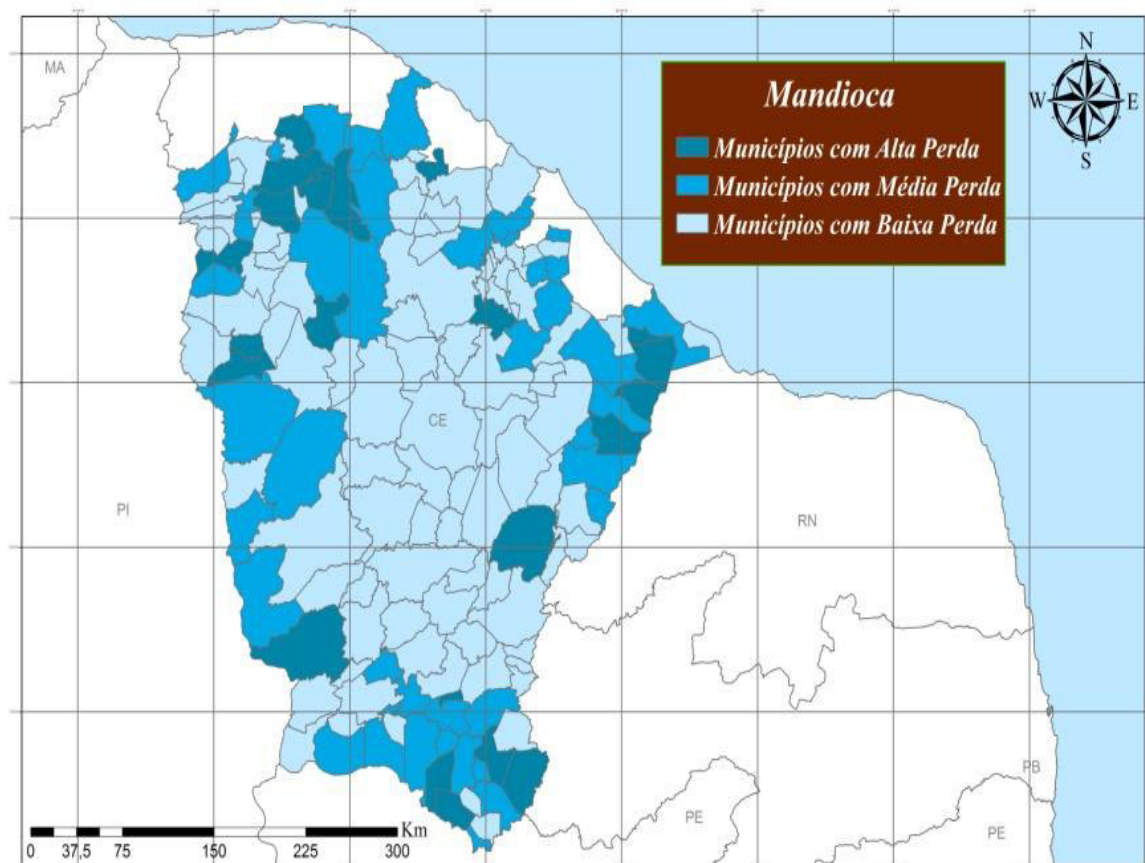 MA
N
W E
S
Mandioca
Municípios com Alta Perda
Municípios com Média Perda
Municípios com Baixa Perda
CE
PI
RN
PB
PE
PE
Km
0 37,5 75 150 225 300